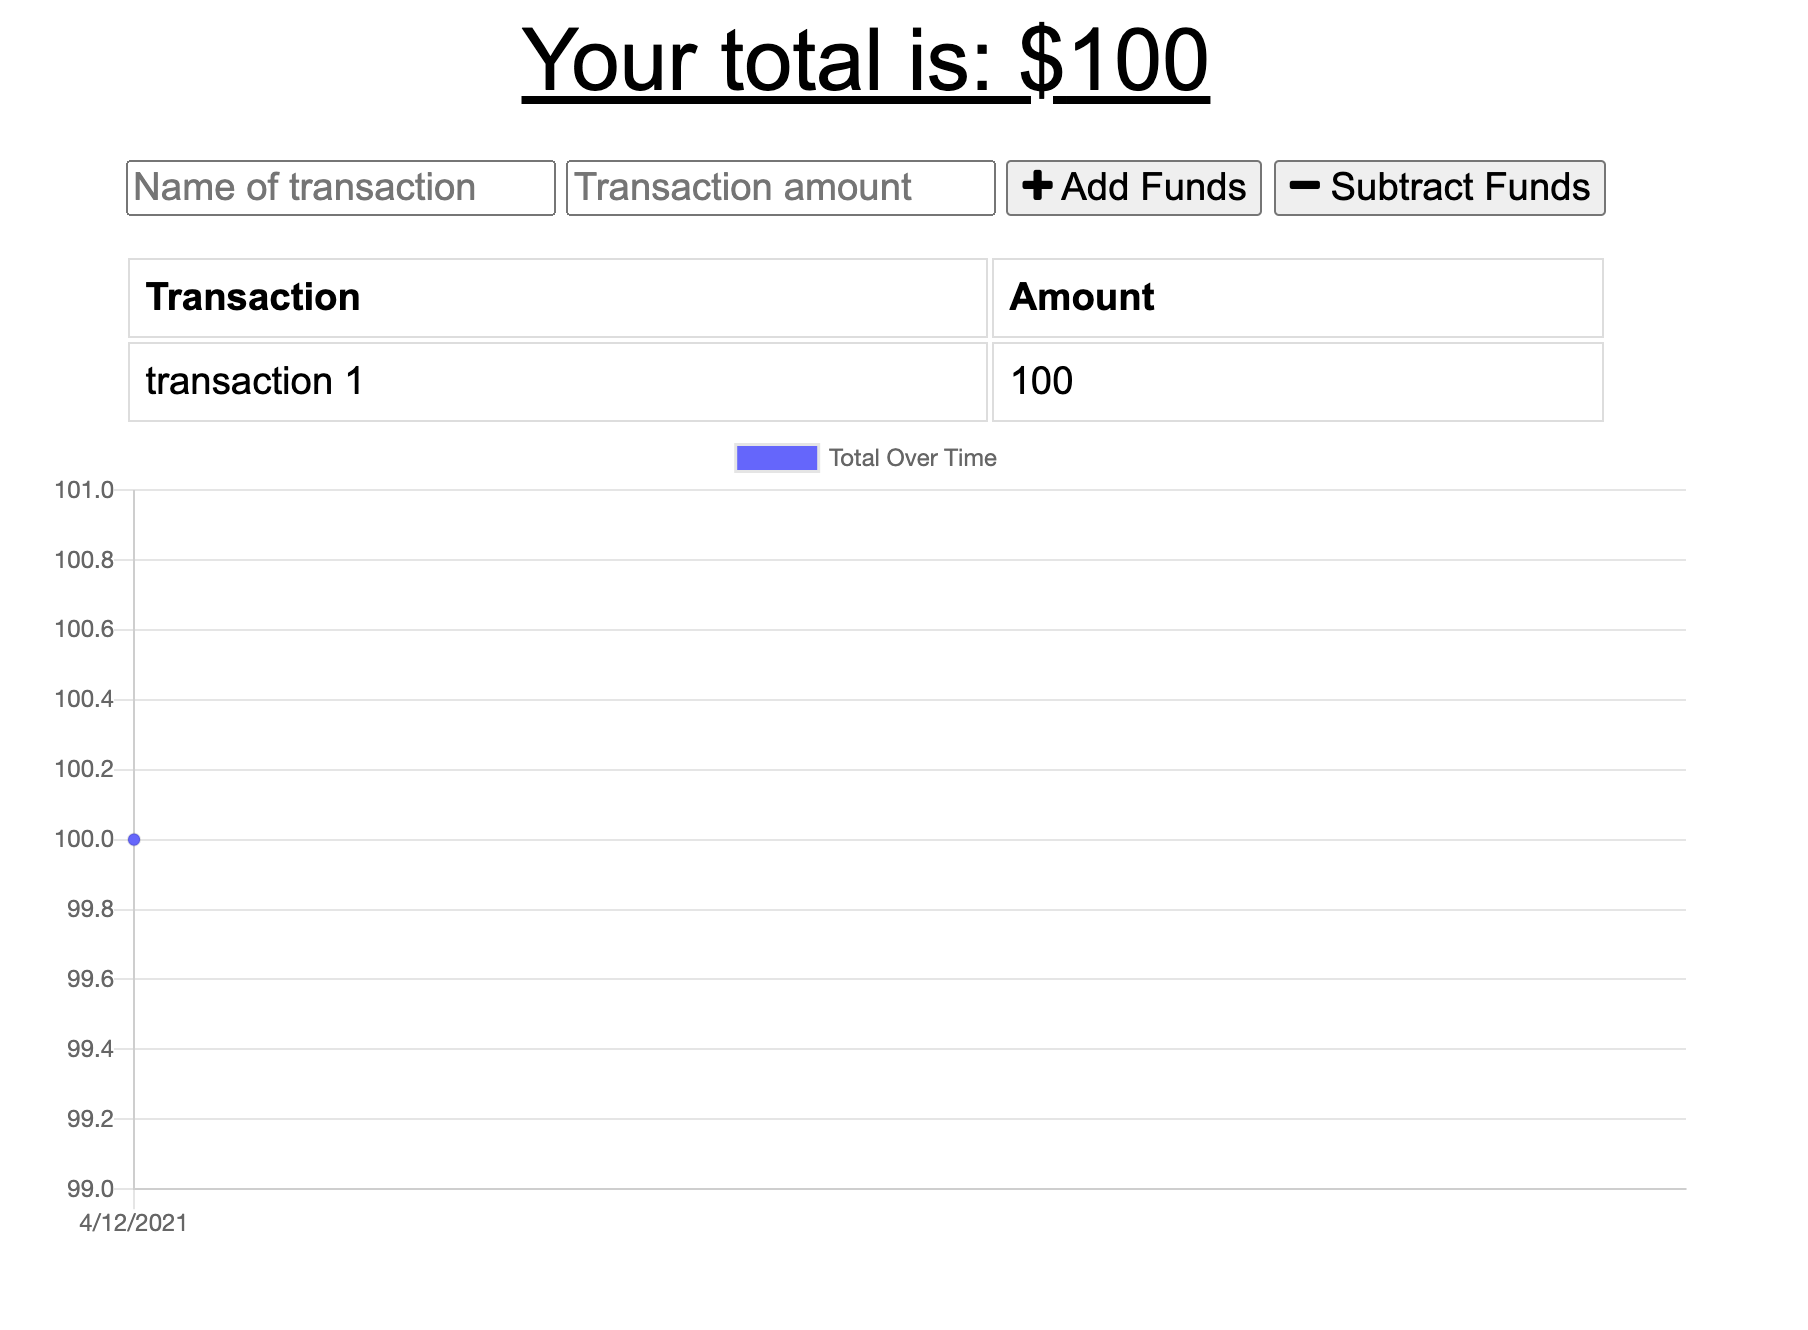 Your total is: $100
Name of transaction Transaction amount Add Funds Subtract Funds
Transaction Amount
transaction 1 100
Total Over Time
101.0
100.8
100.6
100.4
100.2
100.0
99.8
99.6
99.4
99.2
99.0
4/12/2021